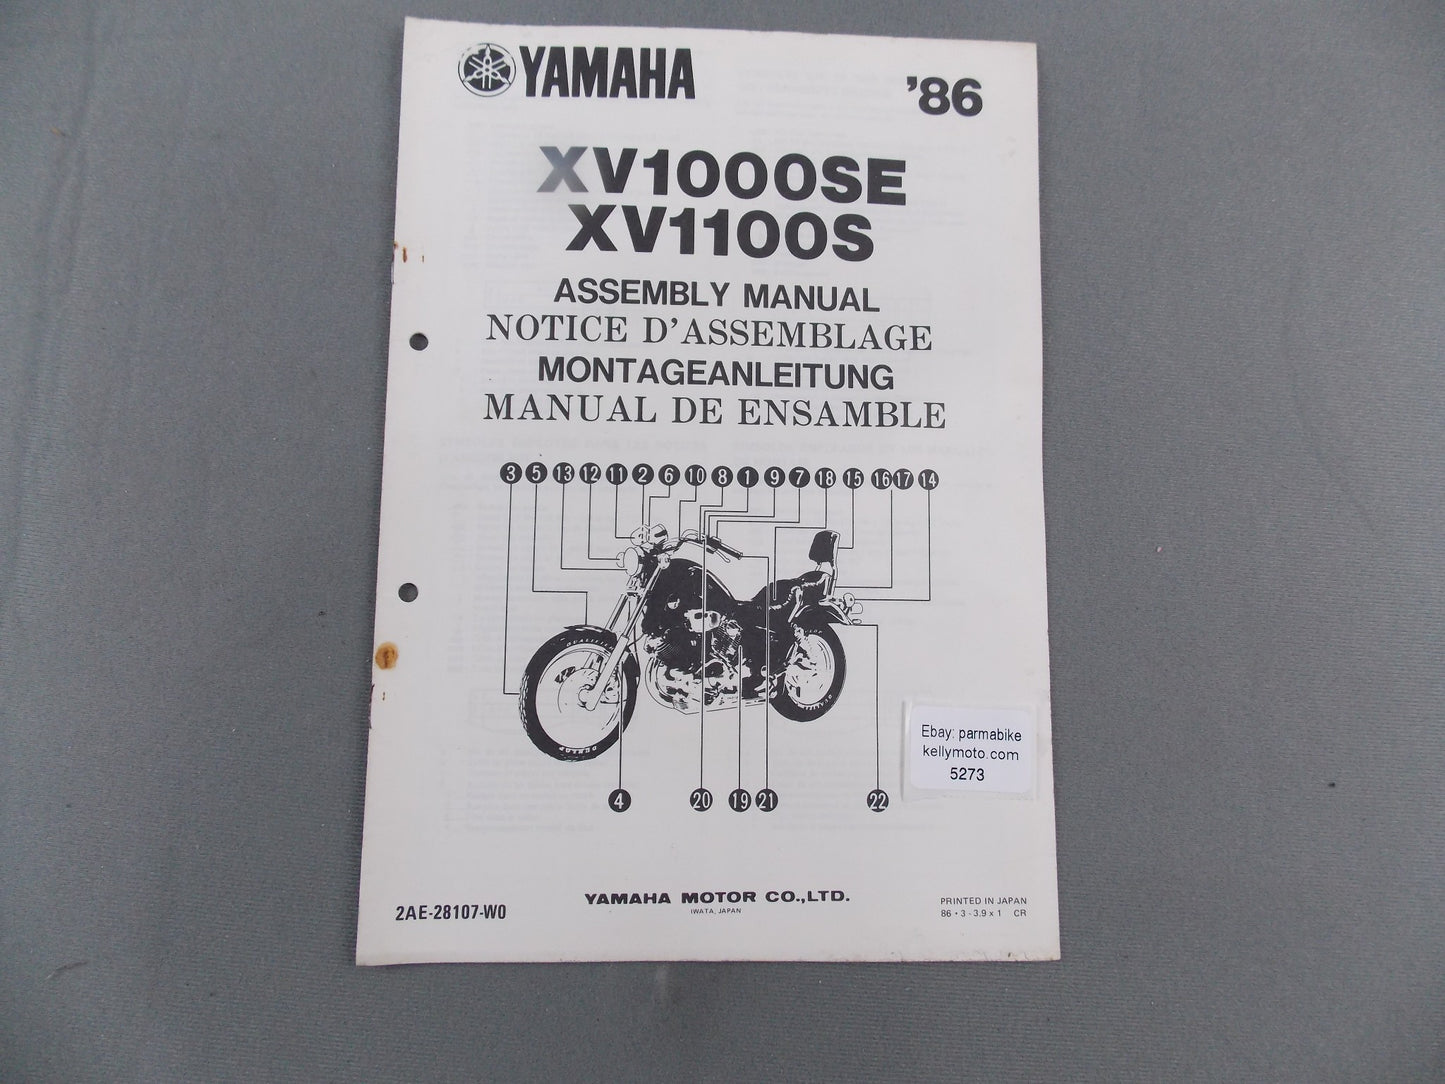 YAMAHA '86
XV1000SE
XV1100S
ASSEMBLY MANUAL
NOTICE D'ASSEMBLAGE
MONTAGEANLEITUNG
MANUAL DE ENSAMBLE
3 5 13 12 11 2 6 10 8 1 9 7 18 15 16 17 14
DUNLOP
4 20 19 21 22
Ebay: parmabike
kellymoto.com
5273
2AE-28107-W0
YAMAHA MOTOR CO.,LTD.
IWATA, JAPAN
PRINTED IN JAPAN
86・3-3.9 x 1 CR